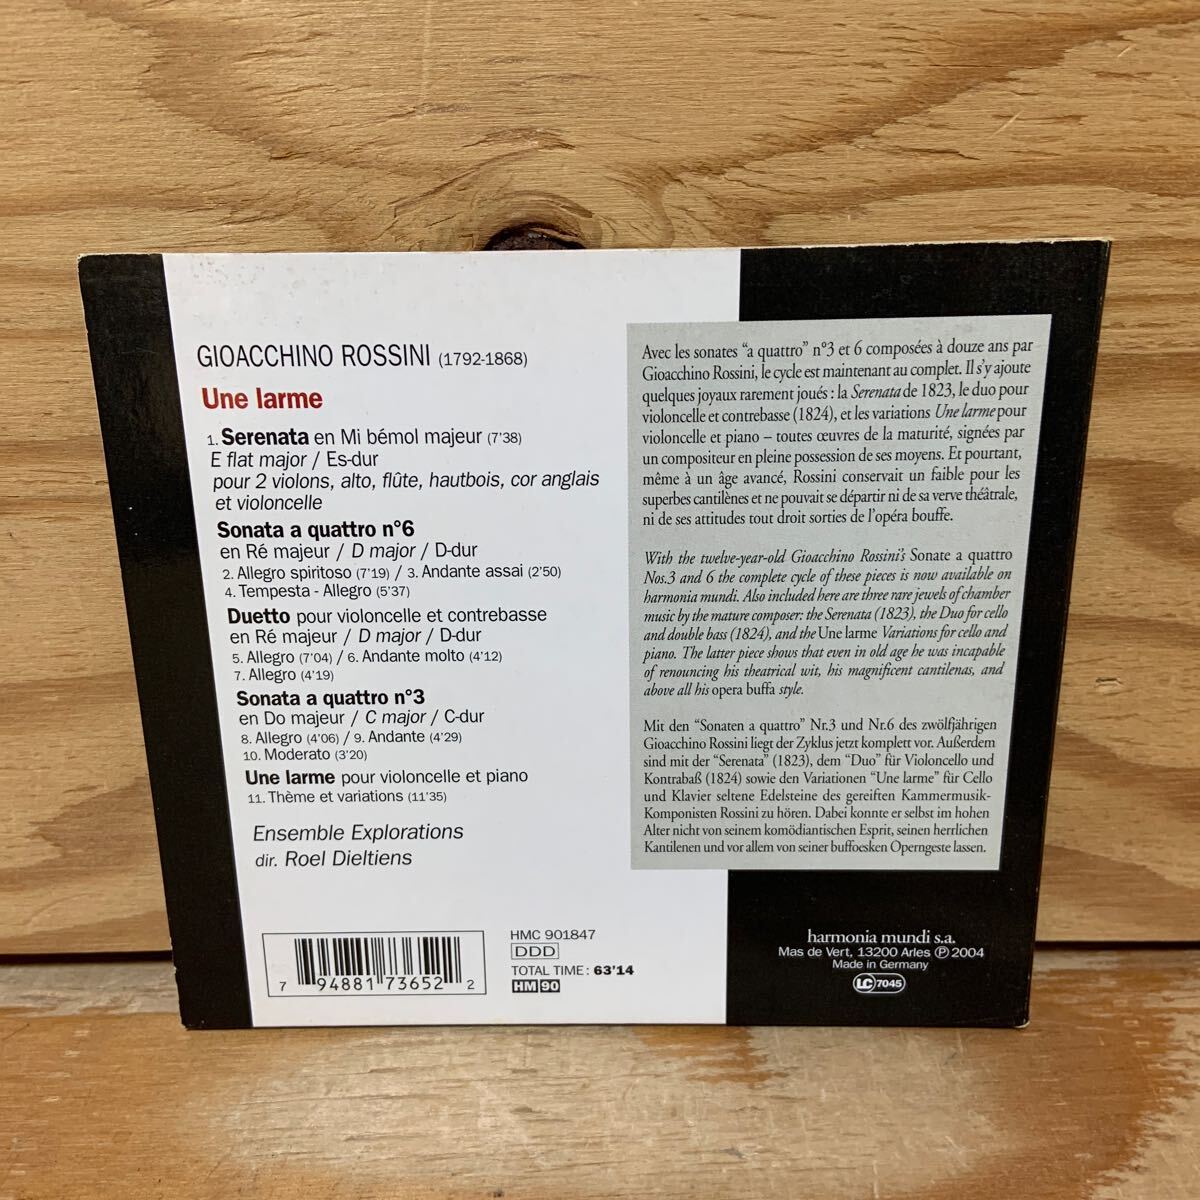 GIOACCHINO ROSSINI (1792-1868)
Une larme
1. Serenata en Mi bémol majeur (7'38)
E flat major / Es-dur
pour 2 violons, alto, flûte, hautbois, cor anglais
et violoncelle
Sonata a quattro n°6
en Ré majeur / D major / D-dur
2. Allegro spiritoso (7'19) / 3. Andante assai (2'50)
4. Tempesta - Allegro (5'37)
Duetto pour violoncelle et contrebasse
en Ré majeur / D major / D-dur
5. Allegro (7'04) / 6. Andante molto (4'12)
7. Allegro (4'19)
Sonata a quattro n°3
en Do majeur / C major / C-dur
8. Allegro (4'06) / 9. Andante (4'29)
10. Moderato (3'20)
Une larme pour violoncelle et piano
11. Thème et variations (11'35)
Ensemble Explorations
dir. Roel Dieltiens
7 94881 73652 2
HMC 901847
DDD
TOTAL TIME : 63'14
HM 90
Avec les sonates “a quattro” n°3 et 6 composées à douze ans par
Gioacchino Rossini, le cycle est maintenant au complet. Il s'y ajoute
quelques joyaux rarement joués : la Serenata de 1823, le duo pour
violoncelle et contrebasse (1824), et les variations Une larme pour
violoncelle et piano – toutes œuvres de la maturité, signées par
un compositeur en pleine possession de ses moyens. Et pourtant,
même à un âge avancé, Rossini conservait un faible pour les
superbes cantilènes et ne pouvait se départir ni de sa verve théâtrale,
ni de ses attitudes tout droit sorties de l'opéra bouffe.
With the twelve-year-old Gioacchino Rossini's Sonate a quattro
Nos.3 and 6 the complete cycle of these pieces is now available on
harmonia mundi. Also included here are three rare jewels of chamber
music by the mature composer: the Serenata (1823), the Duo for cello
and double bass (1824), and the Une larme Variations for cello and
piano. The latter piece shows that even in old age he was incapable
of renouncing his theatrical wit, his magnificent cantilenas, and
above all his opera buffa style.
Mit den “Sonaten a quattro” Nr.3 und Nr.6 des zwölfjährigen
Gioacchino Rossini liegt der Zyklus jetzt komplett vor. Außerdem
sind mit der “Serenata” (1823), dem “Duo” für Violoncello und
Kontrabaß (1824) sowie den Variationen “Une larme” für Cello
und Klavier seltene Edelsteine des gereiften Kammermusik-
Komponisten Rossini zu hören. Dabei konnte er selbst im hohen
Alter nicht von seinem komödiantischen Esprit, seinen herrlichen
Kantilenen und vor allem von seiner buffoesken Operngeste lassen.
harmonia mundi s.a.
Mas de Vert, 13200 Arles ℗ 2004
Made in Germany
LC 7045